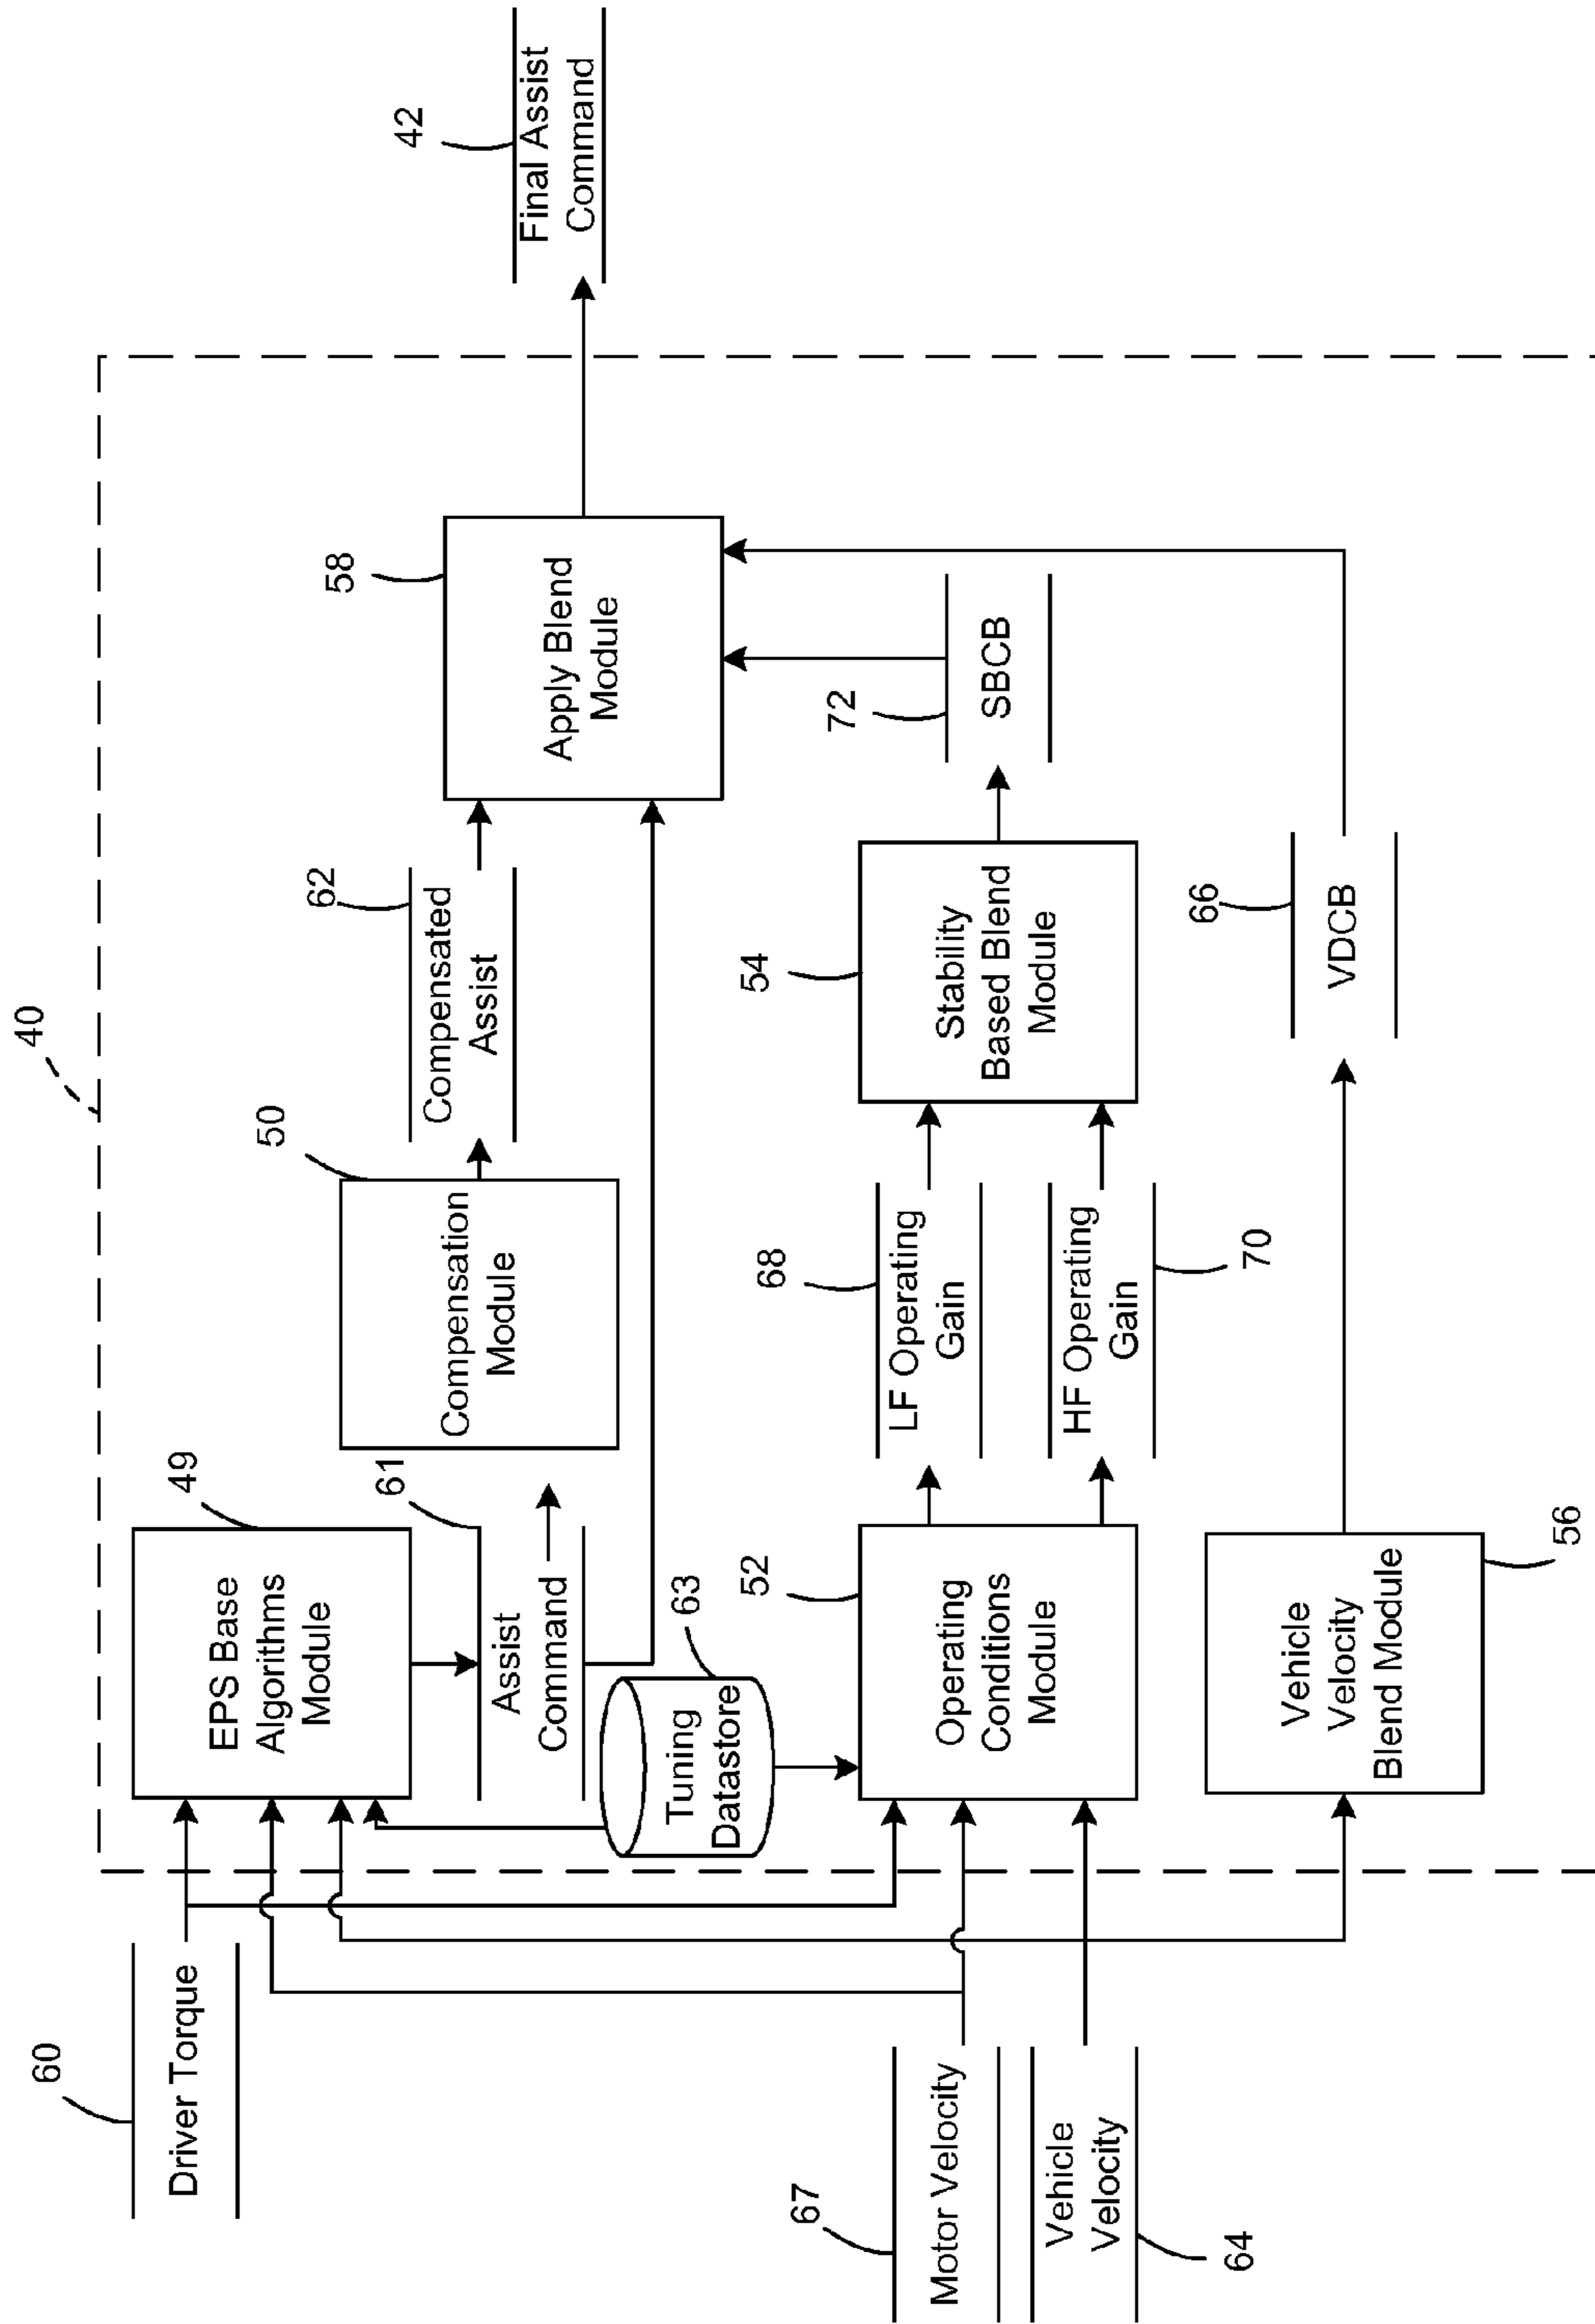 40
60
Driver Torque
67
Motor Velocity
Vehicle
Velocity
64
49
EPS Base
Algorithms
Module
61
Assist
Command
63
Tuning
Datastore
50
Compensation
Module
62
Compensated
Assist
58
Apply Blend
Module
42
Final Assist
Command
52
Operating
Conditions
Module
68
LF Operating
Gain
HF Operating
Gain
70
54
Stability
Based Blend
Module
72
SBCB
Vehicle
Velocity
Blend Module
56
66
VDCB